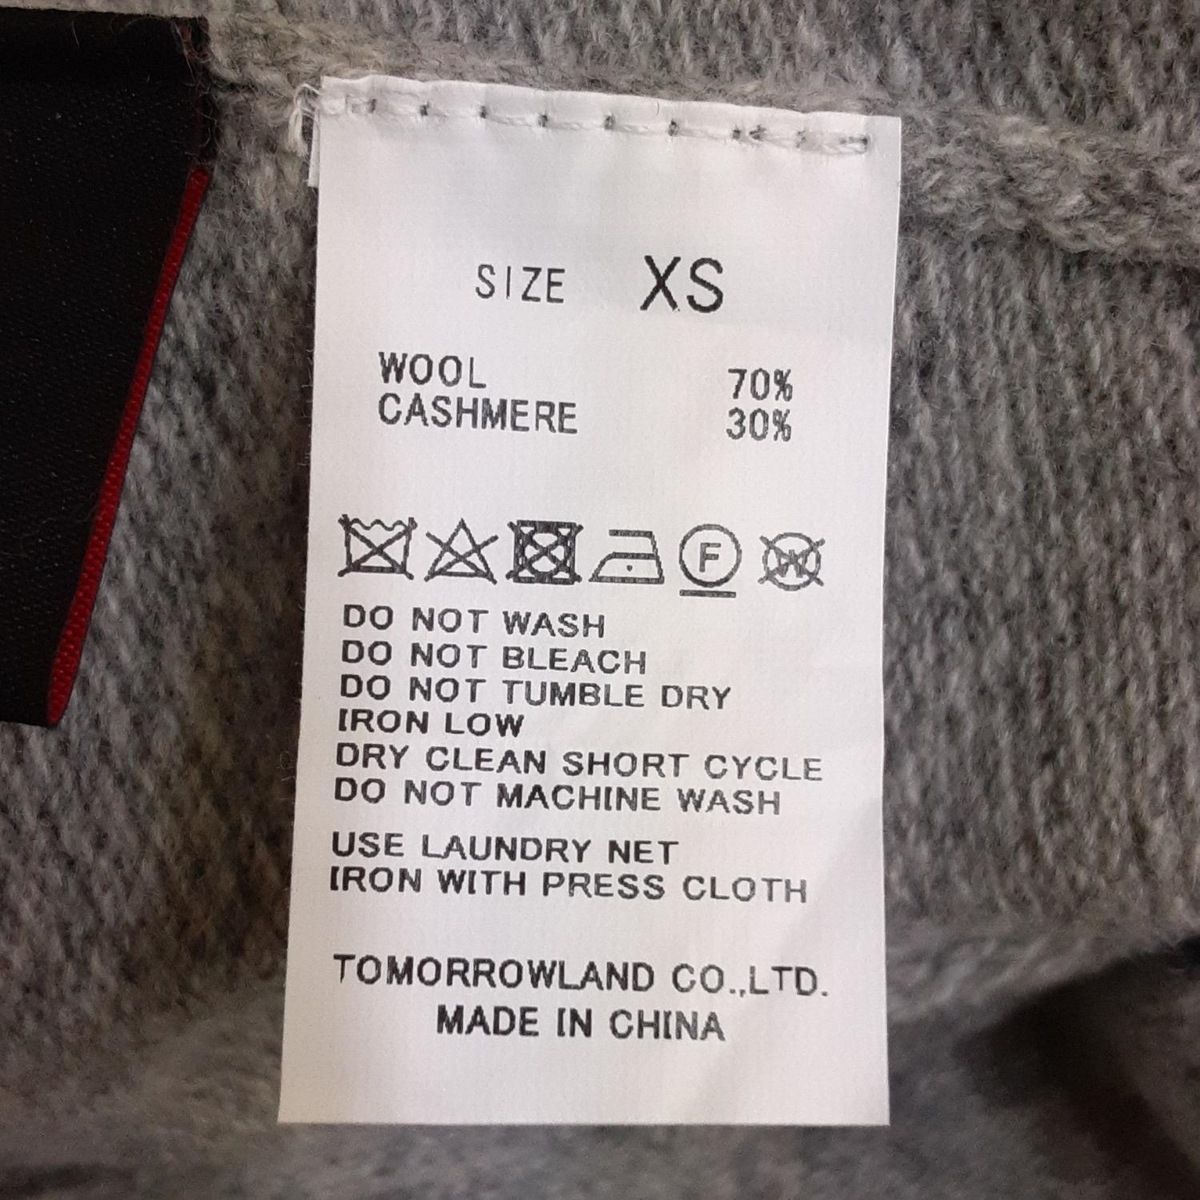 SIZE XS
WOOL 70%
CASHMERE 30%
F W
DO NOT WASH
DO NOT BLEACH
DO NOT TUMBLE DRY
IRON LOW
DRY CLEAN SHORT CYCLE
DO NOT MACHINE WASH
USE LAUNDRY NET
IRON WITH PRESS CLOTH
TOMORROWLAND CO.,LTD.
MADE IN CHINA